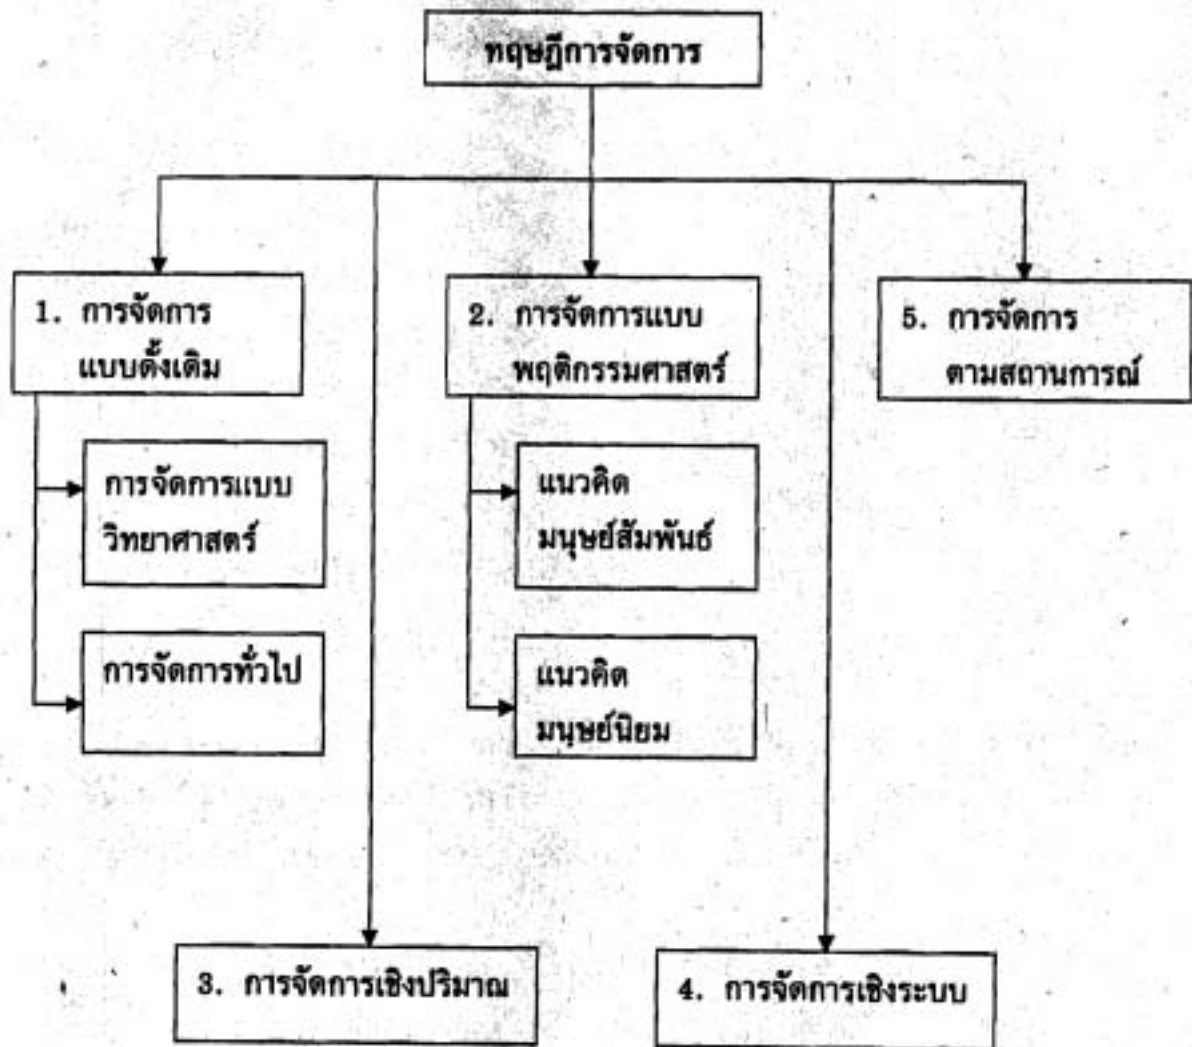 ทฤษฎีการจัดการ
1. การจัดการ
แบบดั้งเดิม
2. การจัดการแบบ
พฤติกรรมศาสตร์
5. การจัดการ
ตามสถานการณ์
การจัดการแบบ
วิทยาศาสตร์
แนวคิด
มนุษย์สัมพันธ์
การจัดการทั่วไป
แนวคิด
มนุษย์นิยม
3. การจัดการเชิงปริมาณ
4. การจัดการเชิงระบบ